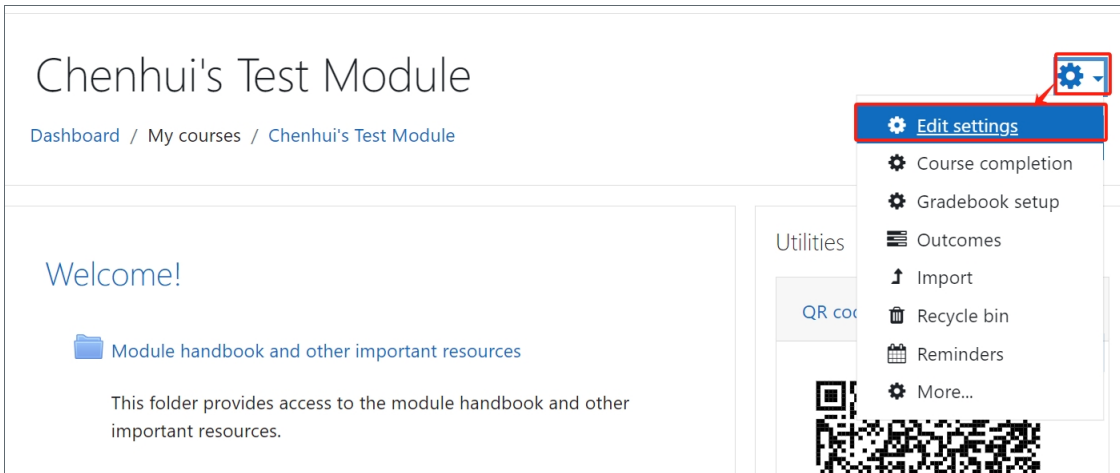 Chenhui's Test Module
Dashboard / My courses / Chenhui's Test Module
Edit settings
Course completion
Gradebook setup
Outcomes
Import
Recycle bin
Reminders
More...
Welcome!
Module handbook and other important resources
This folder provides access to the module handbook and other
important resources.
Utilities
QR